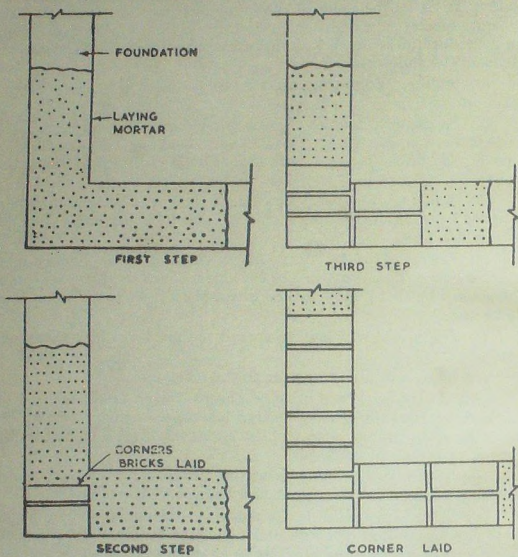 FOUNDATION
LAYING
MORTAR
FIRST STEP
THIRD STEP
CORNERS
BRICKS LAID
SECOND STEP
CORNER LAID